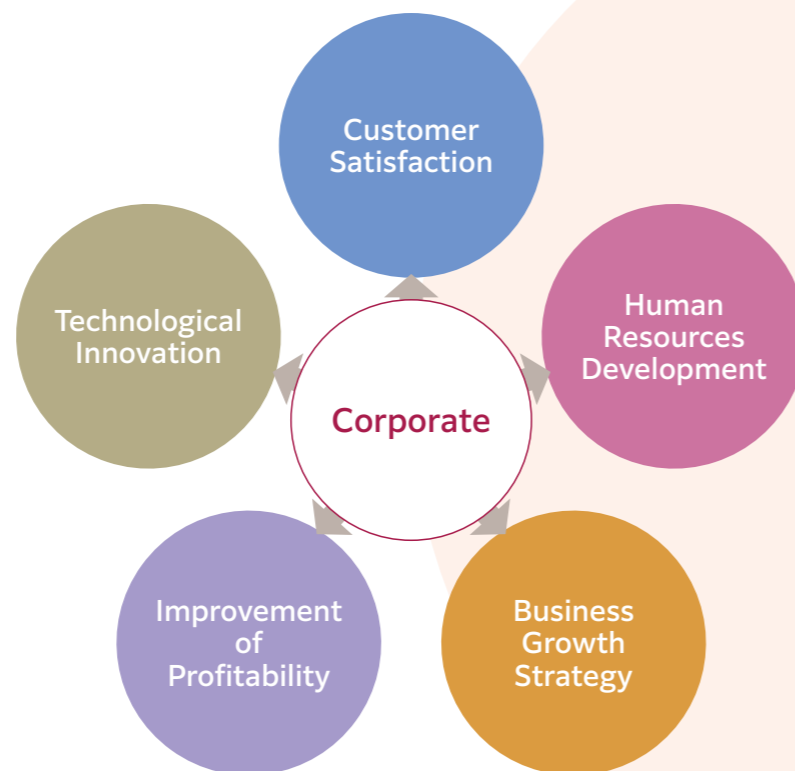 Customer
Satisfaction
Technological
Innovation
Human
Resources
Development
Corporate
Improvement
of
Profitability
Business
Growth
Strategy